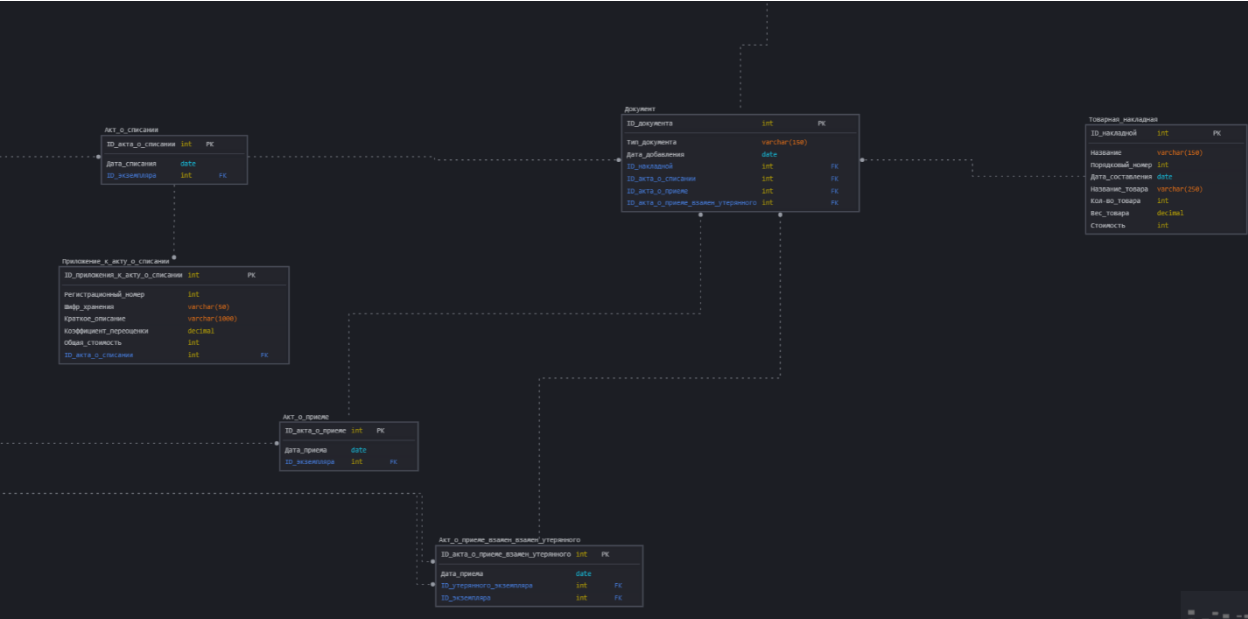 Акт_о_списания
ID_акта_о_списании int PK
Дата_списания date
ID_экземпляра int FK
Приложение_к_акту_о_списании
ID_приложения_к_акту_о_списании int PK
Регистрационный_номер int
Шифр_хранения varchar(50)
Краткое_описание varchar(1000)
Коэффициент_переоценки decimal
Общая_стоимость int
ID_акта_о_списании int FK
Документ
ID_документа int PK
Тип_документа varchar(150)
Дата_добавления date
ID_накладной int FK
ID_акта_о_списании int FK
ID_акта_о_приеме int FK
ID_акта_о_приеме_взамен_утерянного int FK
Товарная_накладная
ID_накладной int PK
Название varchar(150)
Порядковый_номер int
Дата_составления date
Название_товара varchar(250)
Кол-во_товара int
Вес_товара decimal
Стоимость int
Акт_о_приеме
ID_акта_о_приеме int PK
Дата_приема date
ID_экземпляра int FK
Акт_о_приеме_взамен_взамен_утерянного
ID_акта_о_приеме_взамен_утерянного int PK
Дата_приема date
ID_утерянного_экземпляра int FK
ID_экземпляра int FK